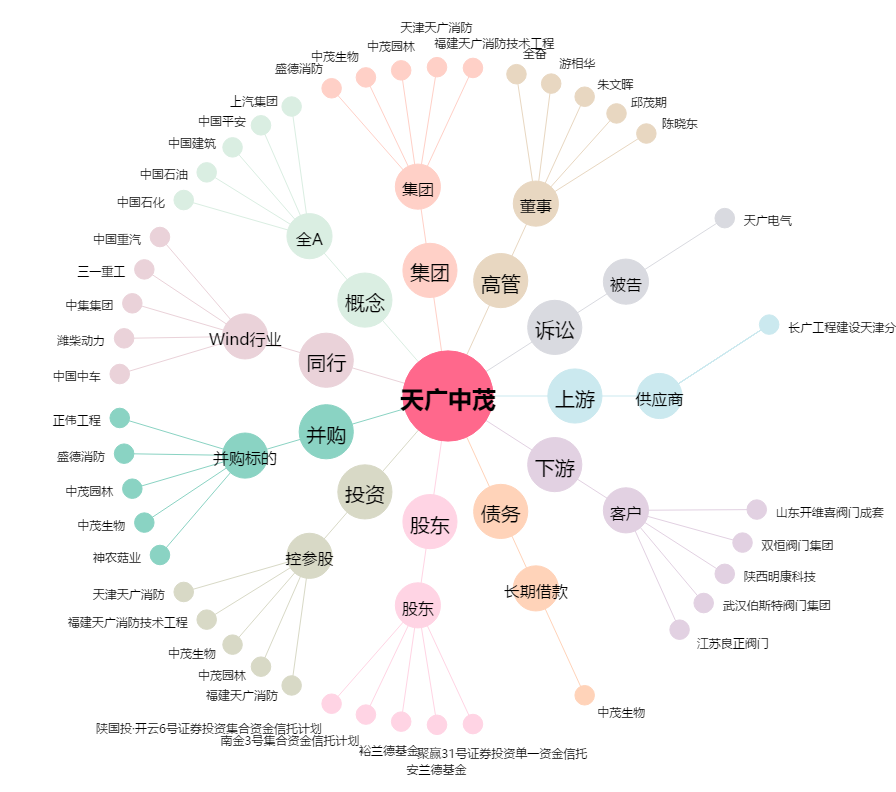 天津天广消防
福建天广消防技术工程
中茂园林
中茂生物
盛德消防
全奋
游相华
朱文晖
邱茂期
陈晓东
上汽集团
中国平安
中国建筑
中国石油
中国石化
集团
董事
天广电气
全A
中国重汽
三一重工
中集集团
潍柴动力
中国中车
集团
高管
被告
概念
诉讼
Wind行业
同行
长广工程建设天津分
天广中茂
上游
供应商
正伟工程
盛德消防
中茂园林
中茂生物
神农菇业
并购
并购标的
下游
投资
股东
债务
客户
山东开维喜阀门成套
双恒阀门集团
陕西明康科技
武汉伯斯特阀门集团
江苏良正阀门
控参股
长期借款
天津天广消防
福建天广消防技术工程
中茂生物
中茂园林
福建天广消防
股东
中茂生物
陕国投·开云6号证券投资集合资金信托计划
南金3号集合资金信托计划
裕兰德基金
聚赢31号证券投资单一资金信托
安兰德基金